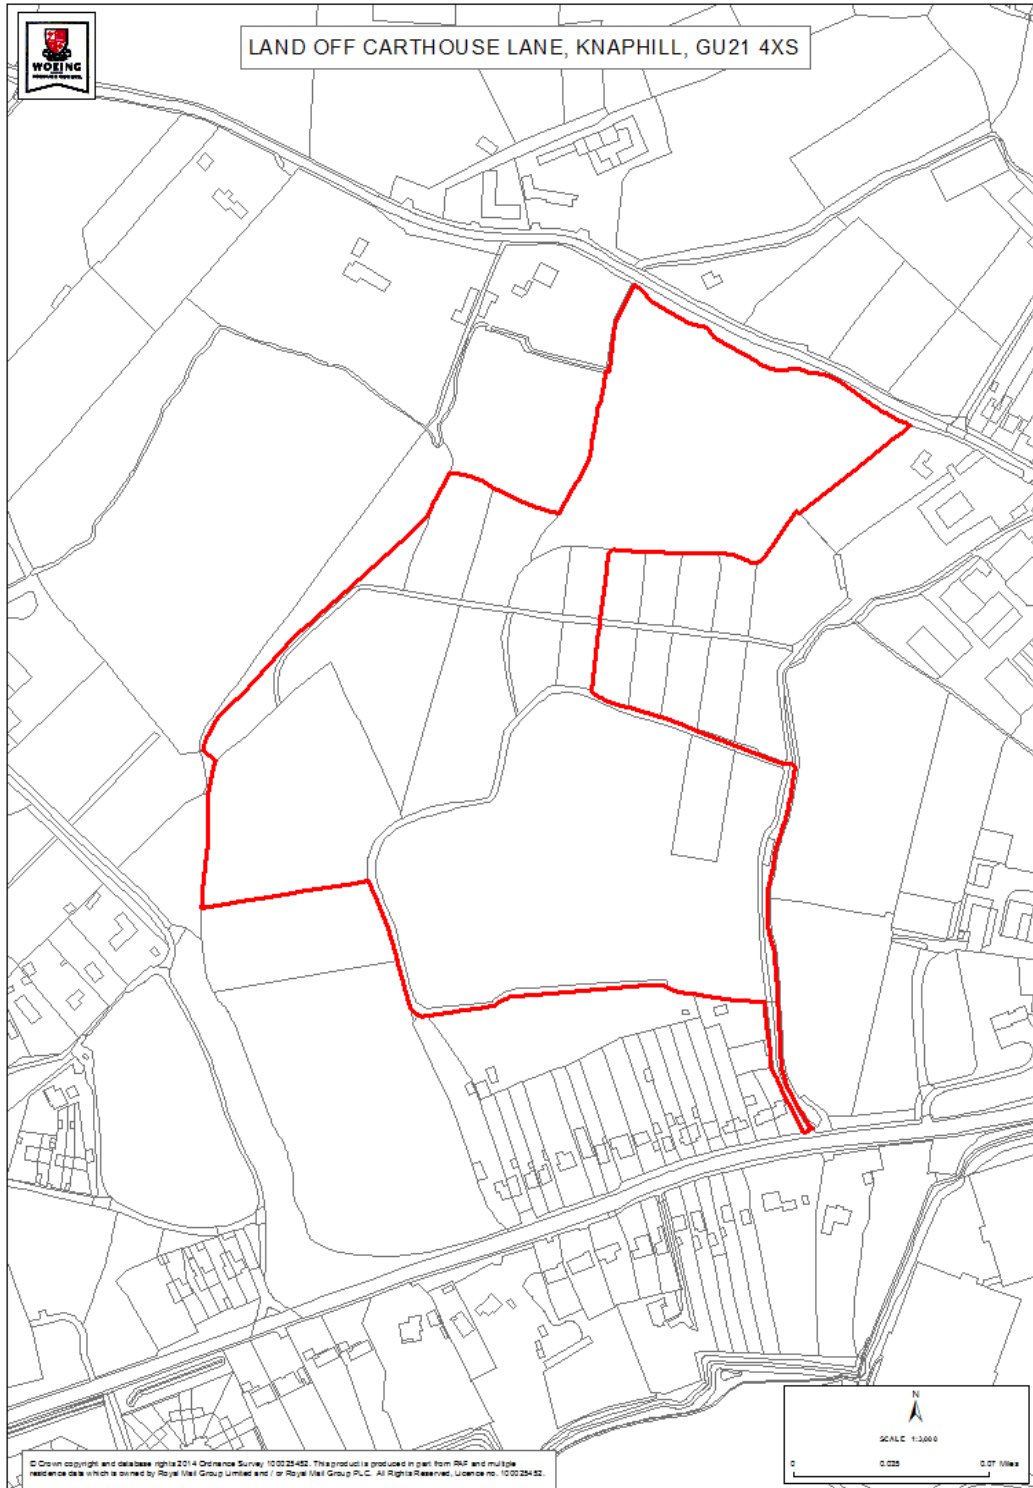 WOKING
BOROUGH COUNCIL
LAND OFF CARTHOUSE LANE, KNAPHILL, GU21 4XS
N
SCALE 1:3,000
0 0.035 0.07 Miles
© Crown copyright and database rights 2014 Ordnance Survey 100025452. This product is produced in part from PAF and multiple
residence data which is owned by Royal Mail Group Limited and / or Royal Mail Group PLC. All Rights Reserved, Licence no. 100025452.